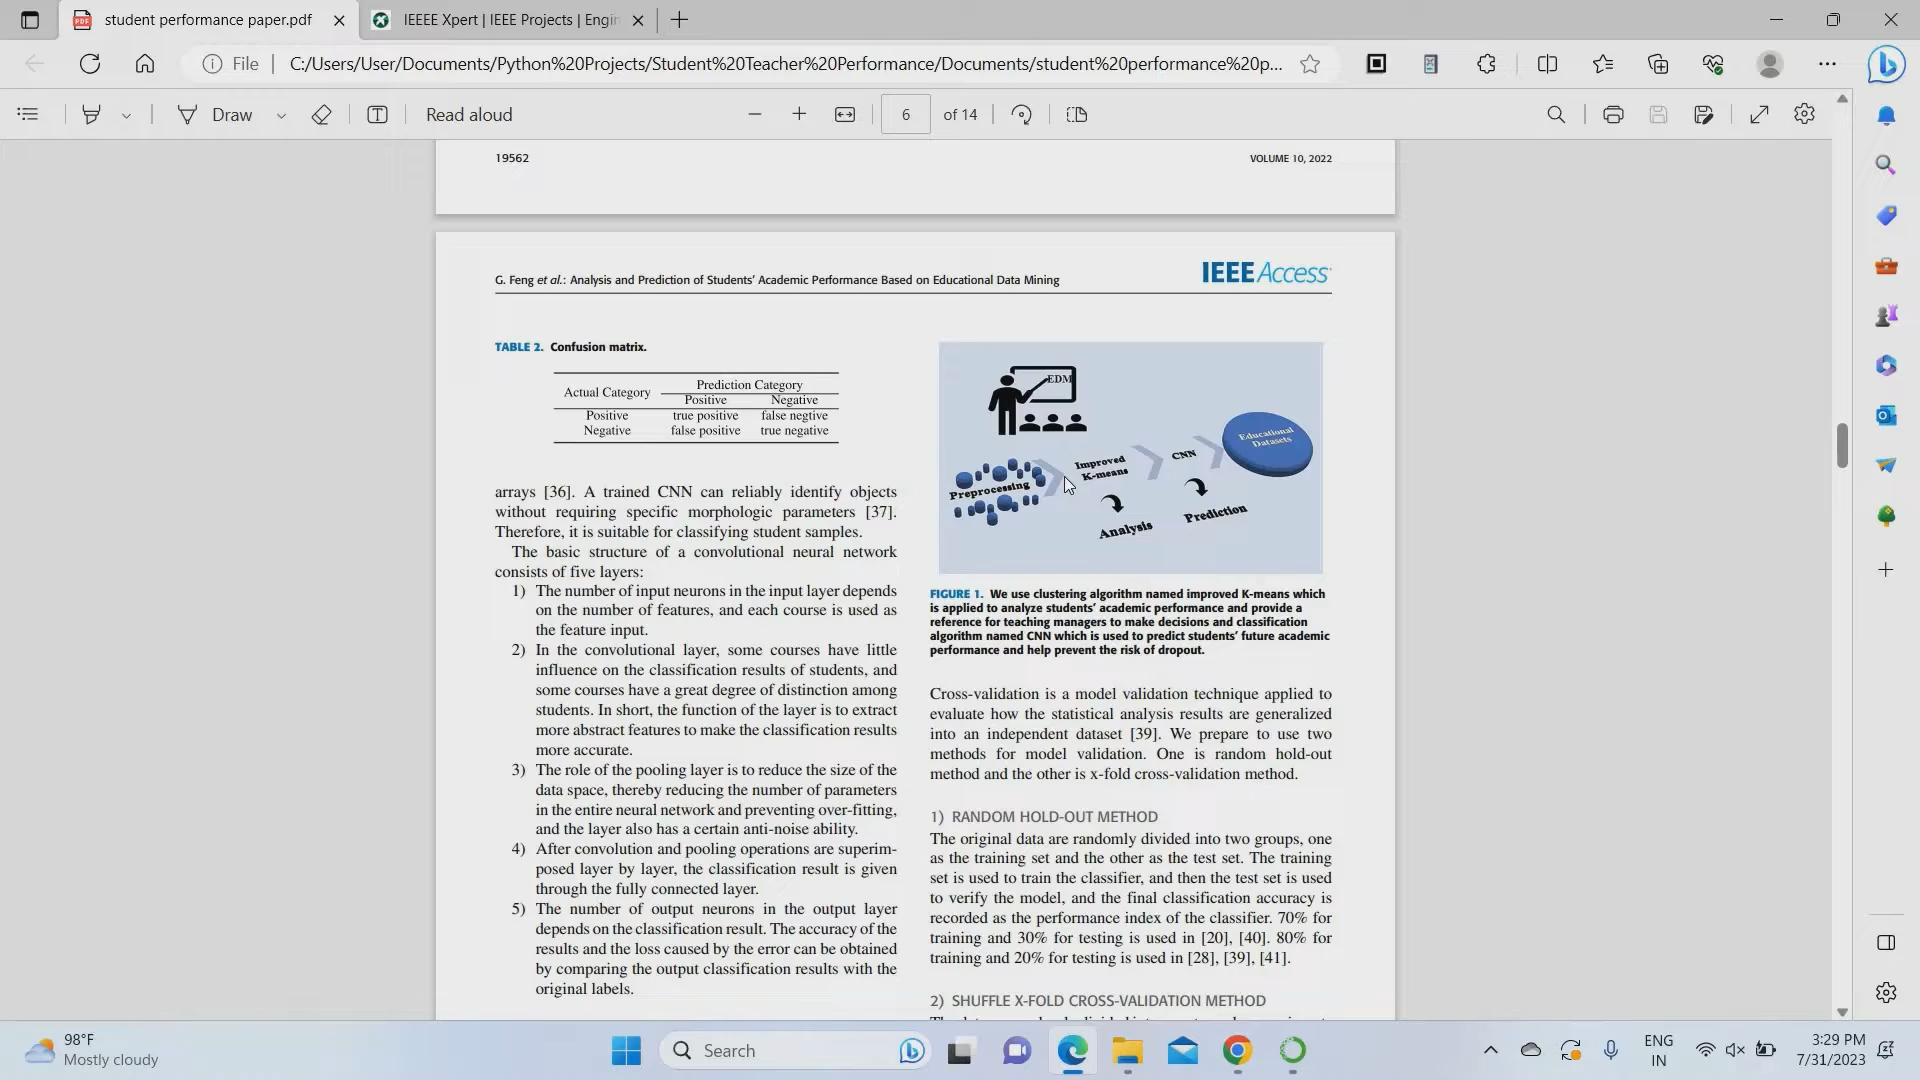 student performance paper.pdf
IEEEE Xpert | IEEE Projects | Engin
File
C:/Users/User/Documents/Python%20Projects/Student%20Teacher%20Performance/Documents/student%20performance%20p...
Draw
Read aloud
6
of 14
19562
VOLUME 10, 2022
G. Feng et al.: Analysis and Prediction of Students' Academic Performance Based on Educational Data Mining
IEEE Access
TABLE 2. Confusion matrix.
Actual Category
Prediction Category
Positive
Negative
Positive
true positive
false negtive
Negative
false positive
true negative
arrays [36]. A trained CNN can reliably identify objects
without requiring specific morphologic parameters [37].
Therefore, it is suitable for classifying student samples.
The basic structure of a convolutional neural network
consists of five layers:
1) The number of input neurons in the input layer depends
on the number of features, and each course is used as
the feature input.
2) In the convolutional layer, some courses have little
influence on the classification results of students, and
some courses have a great degree of distinction among
students. In short, the function of the layer is to extract
more abstract features to make the classification results
more accurate.
3) The role of the pooling layer is to reduce the size of the
data space, thereby reducing the number of parameters
in the entire neural network and preventing over-fitting,
and the layer also has a certain anti-noise ability.
4) After convolution and pooling operations are superim-
posed layer by layer, the classification result is given
through the fully connected layer.
5) The number of output neurons in the output layer
depends on the classification result. The accuracy of the
results and the loss caused by the error can be obtained
by comparing the output classification results with the
original labels.
EDM
Preprocessing
Improved
K-means
CNN
Educational
Datasets
Analysis
Prediction
FIGURE 1. We use clustering algorithm named improved K-means which
is applied to analyze students' academic performance and provide a
reference for teaching managers to make decisions and classification
algorithm named CNN which is used to predict students' future academic
performance and help prevent the risk of dropout.
Cross-validation is a model validation technique applied to
evaluate how the statistical analysis results are generalized
into an independent dataset [39]. We prepare to use two
methods for model validation. One is random hold-out
method and the other is x-fold cross-validation method.
1) RANDOM HOLD-OUT METHOD
The original data are randomly divided into two groups, one
as the training set and the other as the test set. The training
set is used to train the classifier, and then the test set is used
to verify the model, and the final classification accuracy is
recorded as the performance index of the classifier. 70% for
training and 30% for testing is used in [20], [40]. 80% for
training and 20% for testing is used in [28], [39], [41].
2) SHUFFLE X-FOLD CROSS-VALIDATION METHOD
98°F
Mostly cloudy
Search
ENG
IN
3:29 PM
7/31/2023